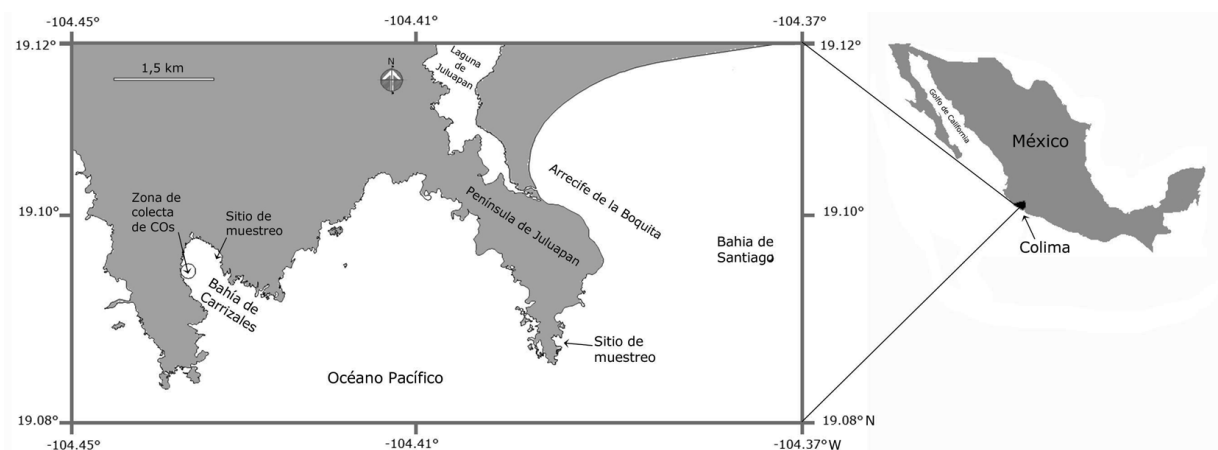 -104.45°
-104.41°
-104.37°
19.12°
19.12°
1,5 km
N
Laguna
de
Juluapan
Golfo de California
México
Arrecife de la Boquita
Península de Juluapan
Zona de
colecta
de COs
Sitio de
muestreo
19.10°
19.10°
Bahia de
Santiago
Colima
Bahía de
Carrizales
Sitio de
muestreo
Océano Pacífico
19.08°
19.08°N
-104.45°
-104.41°
-104.37°W